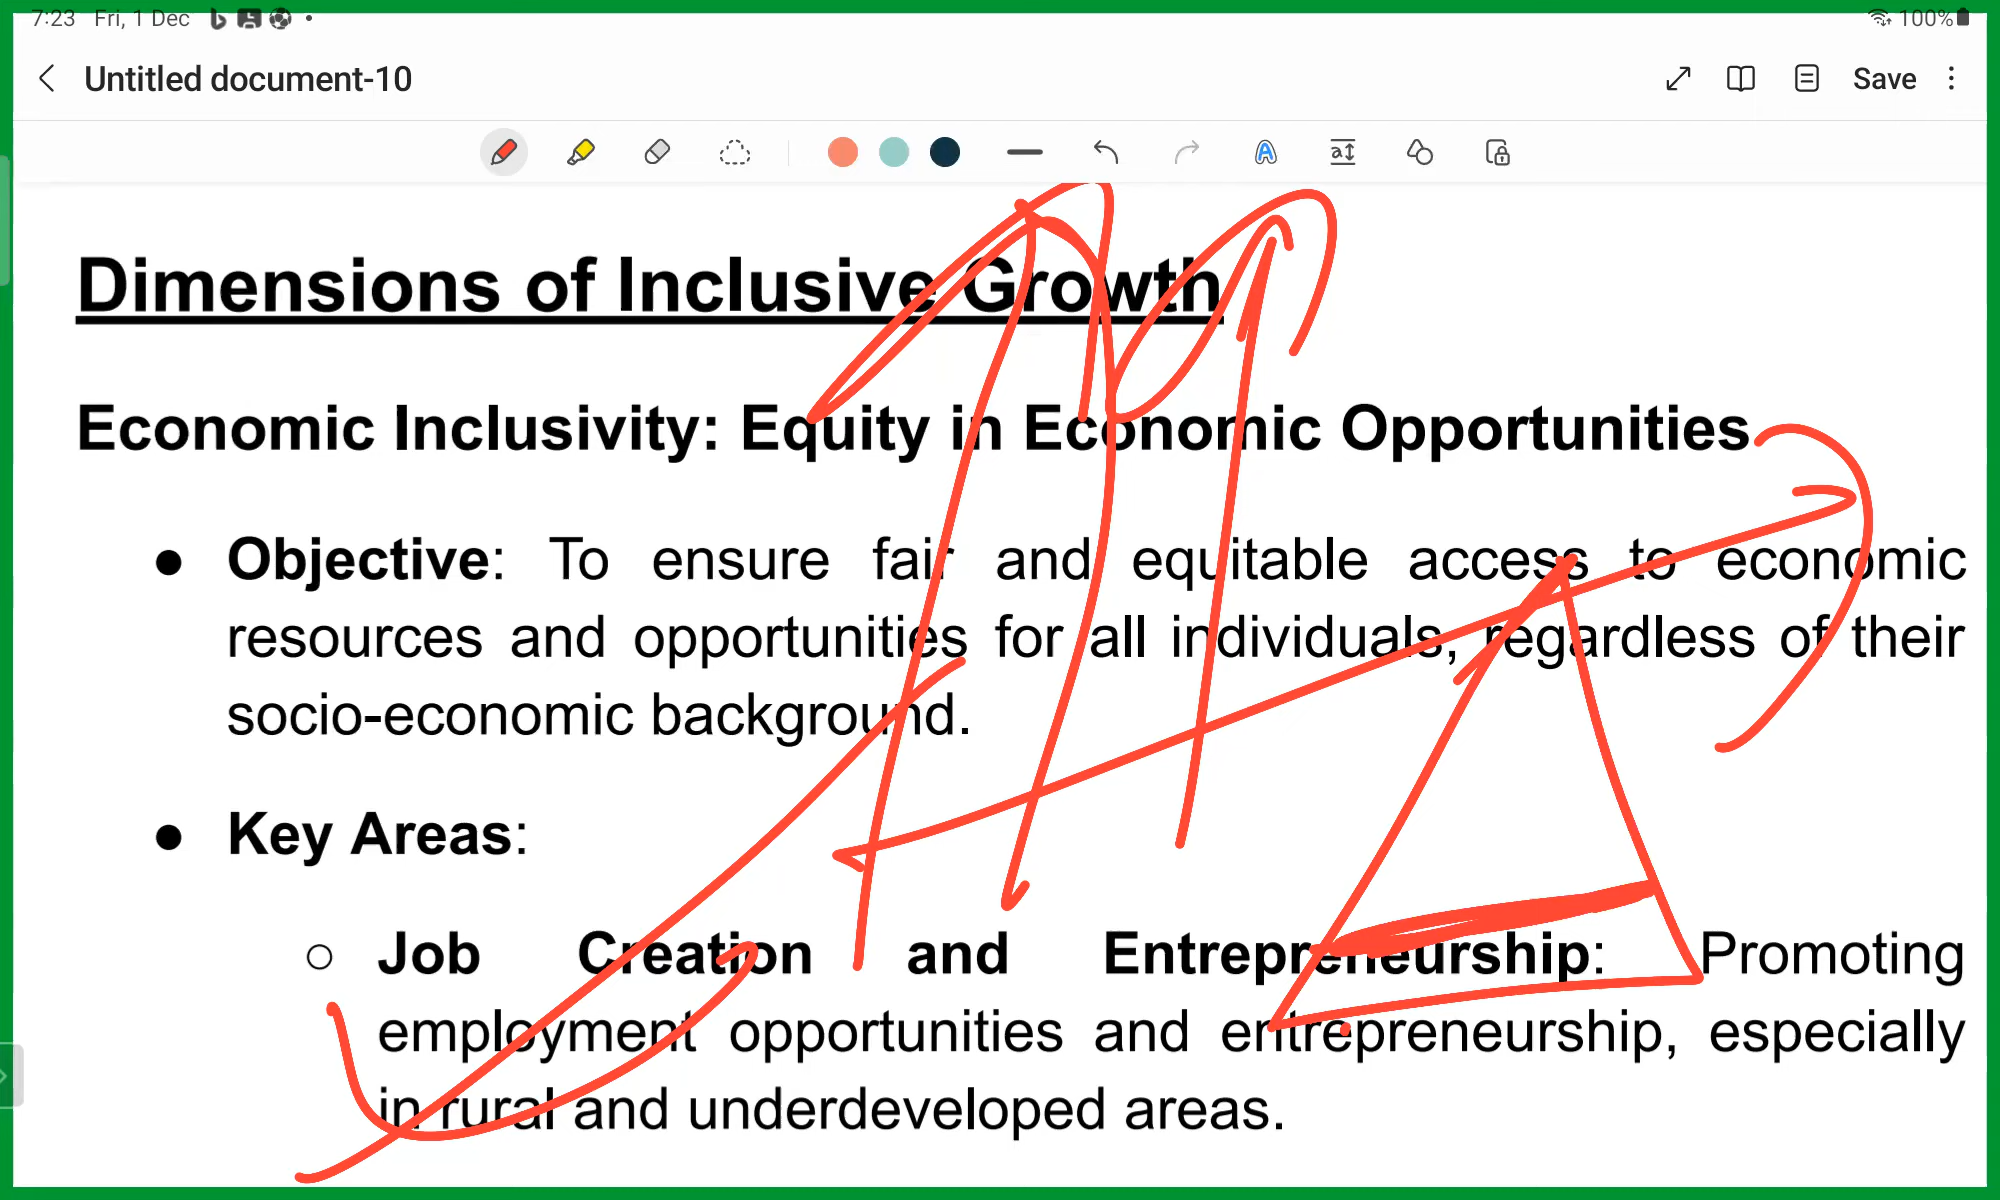 7:23 Fri, 1 Dec 100%
Untitled document-10 Save
Dimensions of Inclusive Growth
Economic Inclusivity: Equity in Economic Opportunities
● Objective: To ensure fair and equitable access to economic
resources and opportunities for all individuals, regardless of their
socio-economic background.
● Key Areas:
○ Job Creation and Entrepreneurship: Promoting
employment opportunities and entrepreneurship, especially
in rural and underdeveloped areas.